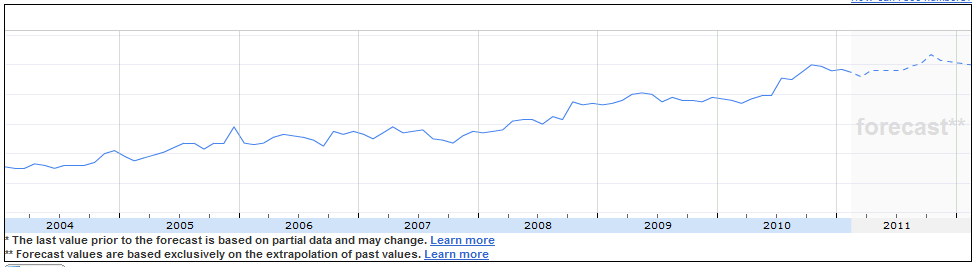 forecast**
2004 2005 2006 2007 2008 2009 2010 2011
* The last value prior to the forecast is based on partial data and may change. Learn more
** Forecast values are based exclusively on the extrapolation of past values. Learn more